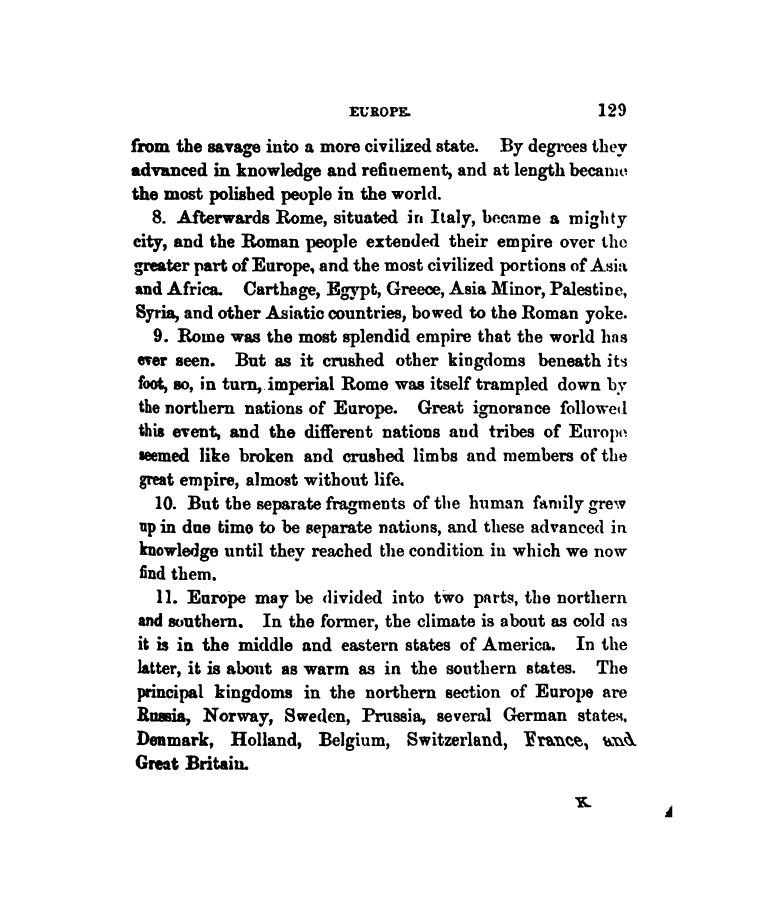 EUROPE. 129
from the savage into a more civilized state. By degrees they
advanced in knowledge and refinement, and at length became
the most polished people in the world.
8. Afterwards Rome, situated in Italy, became a mighty
city, and the Roman people extended their empire over the
greater part of Europe, and the most civilized portions of Asia
and Africa. Carthage, Egypt, Greece, Asia Minor, Palestine,
Syria, and other Asiatic countries, bowed to the Roman yoke.
9. Rome was the most splendid empire that the world has
ever seen. But as it crushed other kingdoms beneath its
foot, so, in turn, imperial Rome was itself trampled down by
the northern nations of Europe. Great ignorance followed
this event, and the different nations and tribes of Europe
seemed like broken and crushed limbs and members of the
great empire, almost without life.
10. But the separate fragments of the human family grew
up in due time to be separate nations, and these advanced in
knowledge until they reached the condition in which we now
find them.
11. Europe may be divided into two parts, the northern
and southern. In the former, the climate is about as cold as
it is in the middle and eastern states of America. In the
latter, it is about as warm as in the southern states. The
principal kingdoms in the northern section of Europe are
Russia, Norway, Sweden, Prussia, several German states,
Denmark, Holland, Belgium, Switzerland, France, and
Great Britain.
K